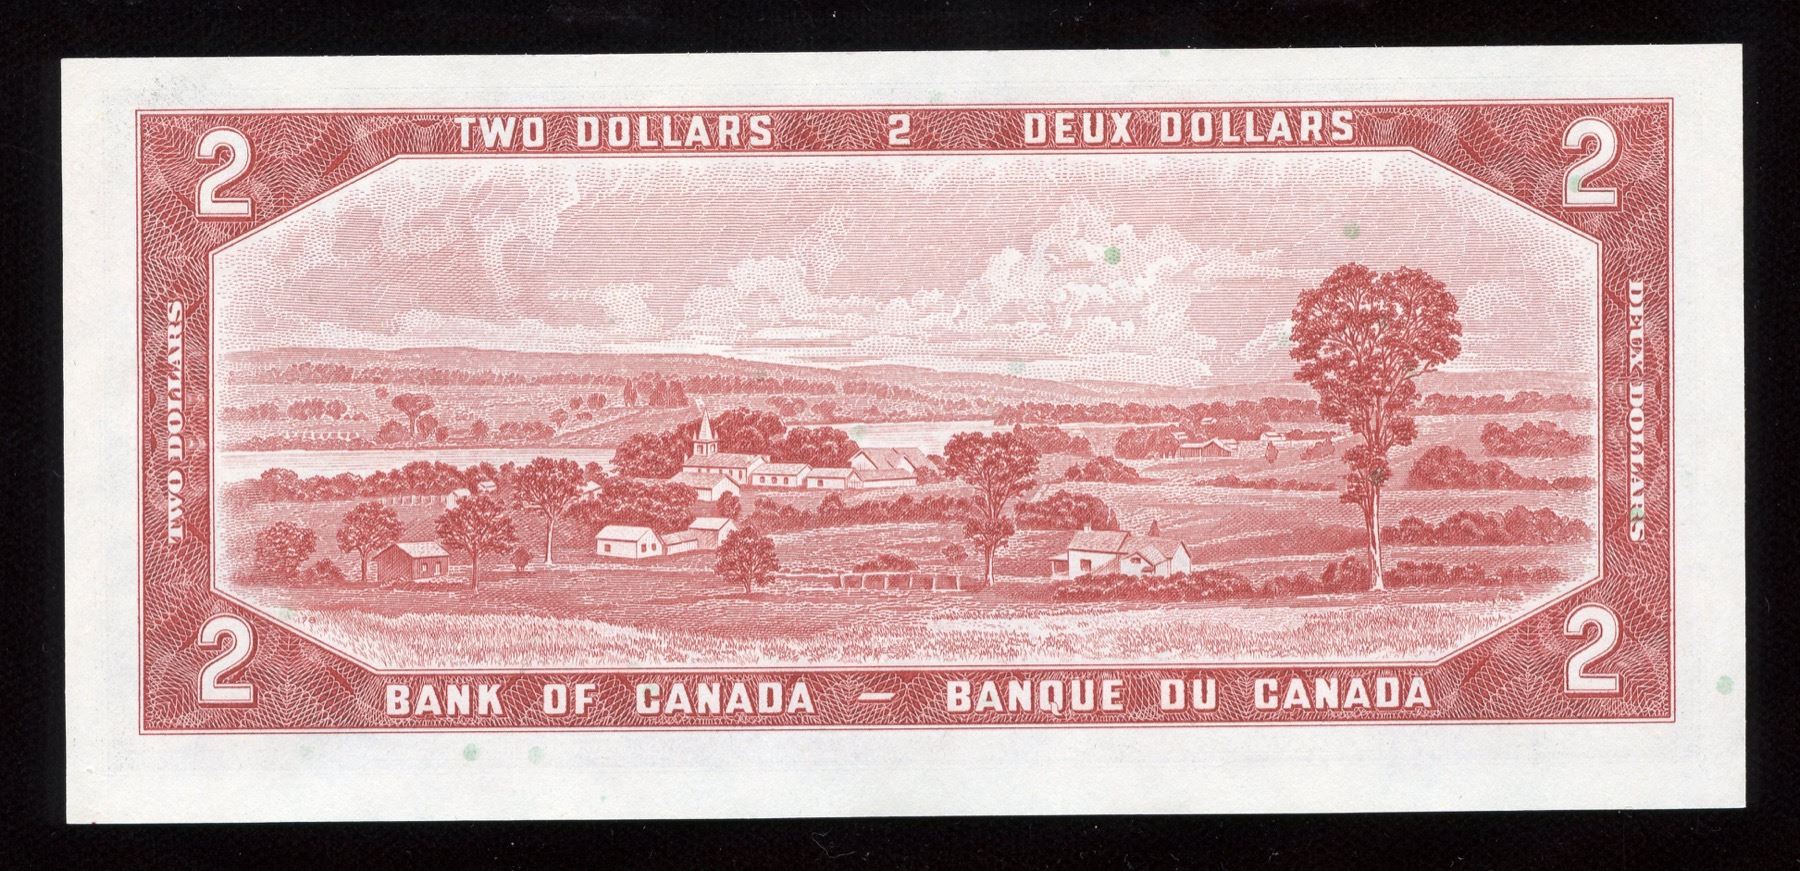 TWO DOLLARS 2 DEUX DOLLARS
2 2
TWO DOLLARS
DEUX DOLLARS
2 2
BANK OF CANADA — BANQUE DU CANADA